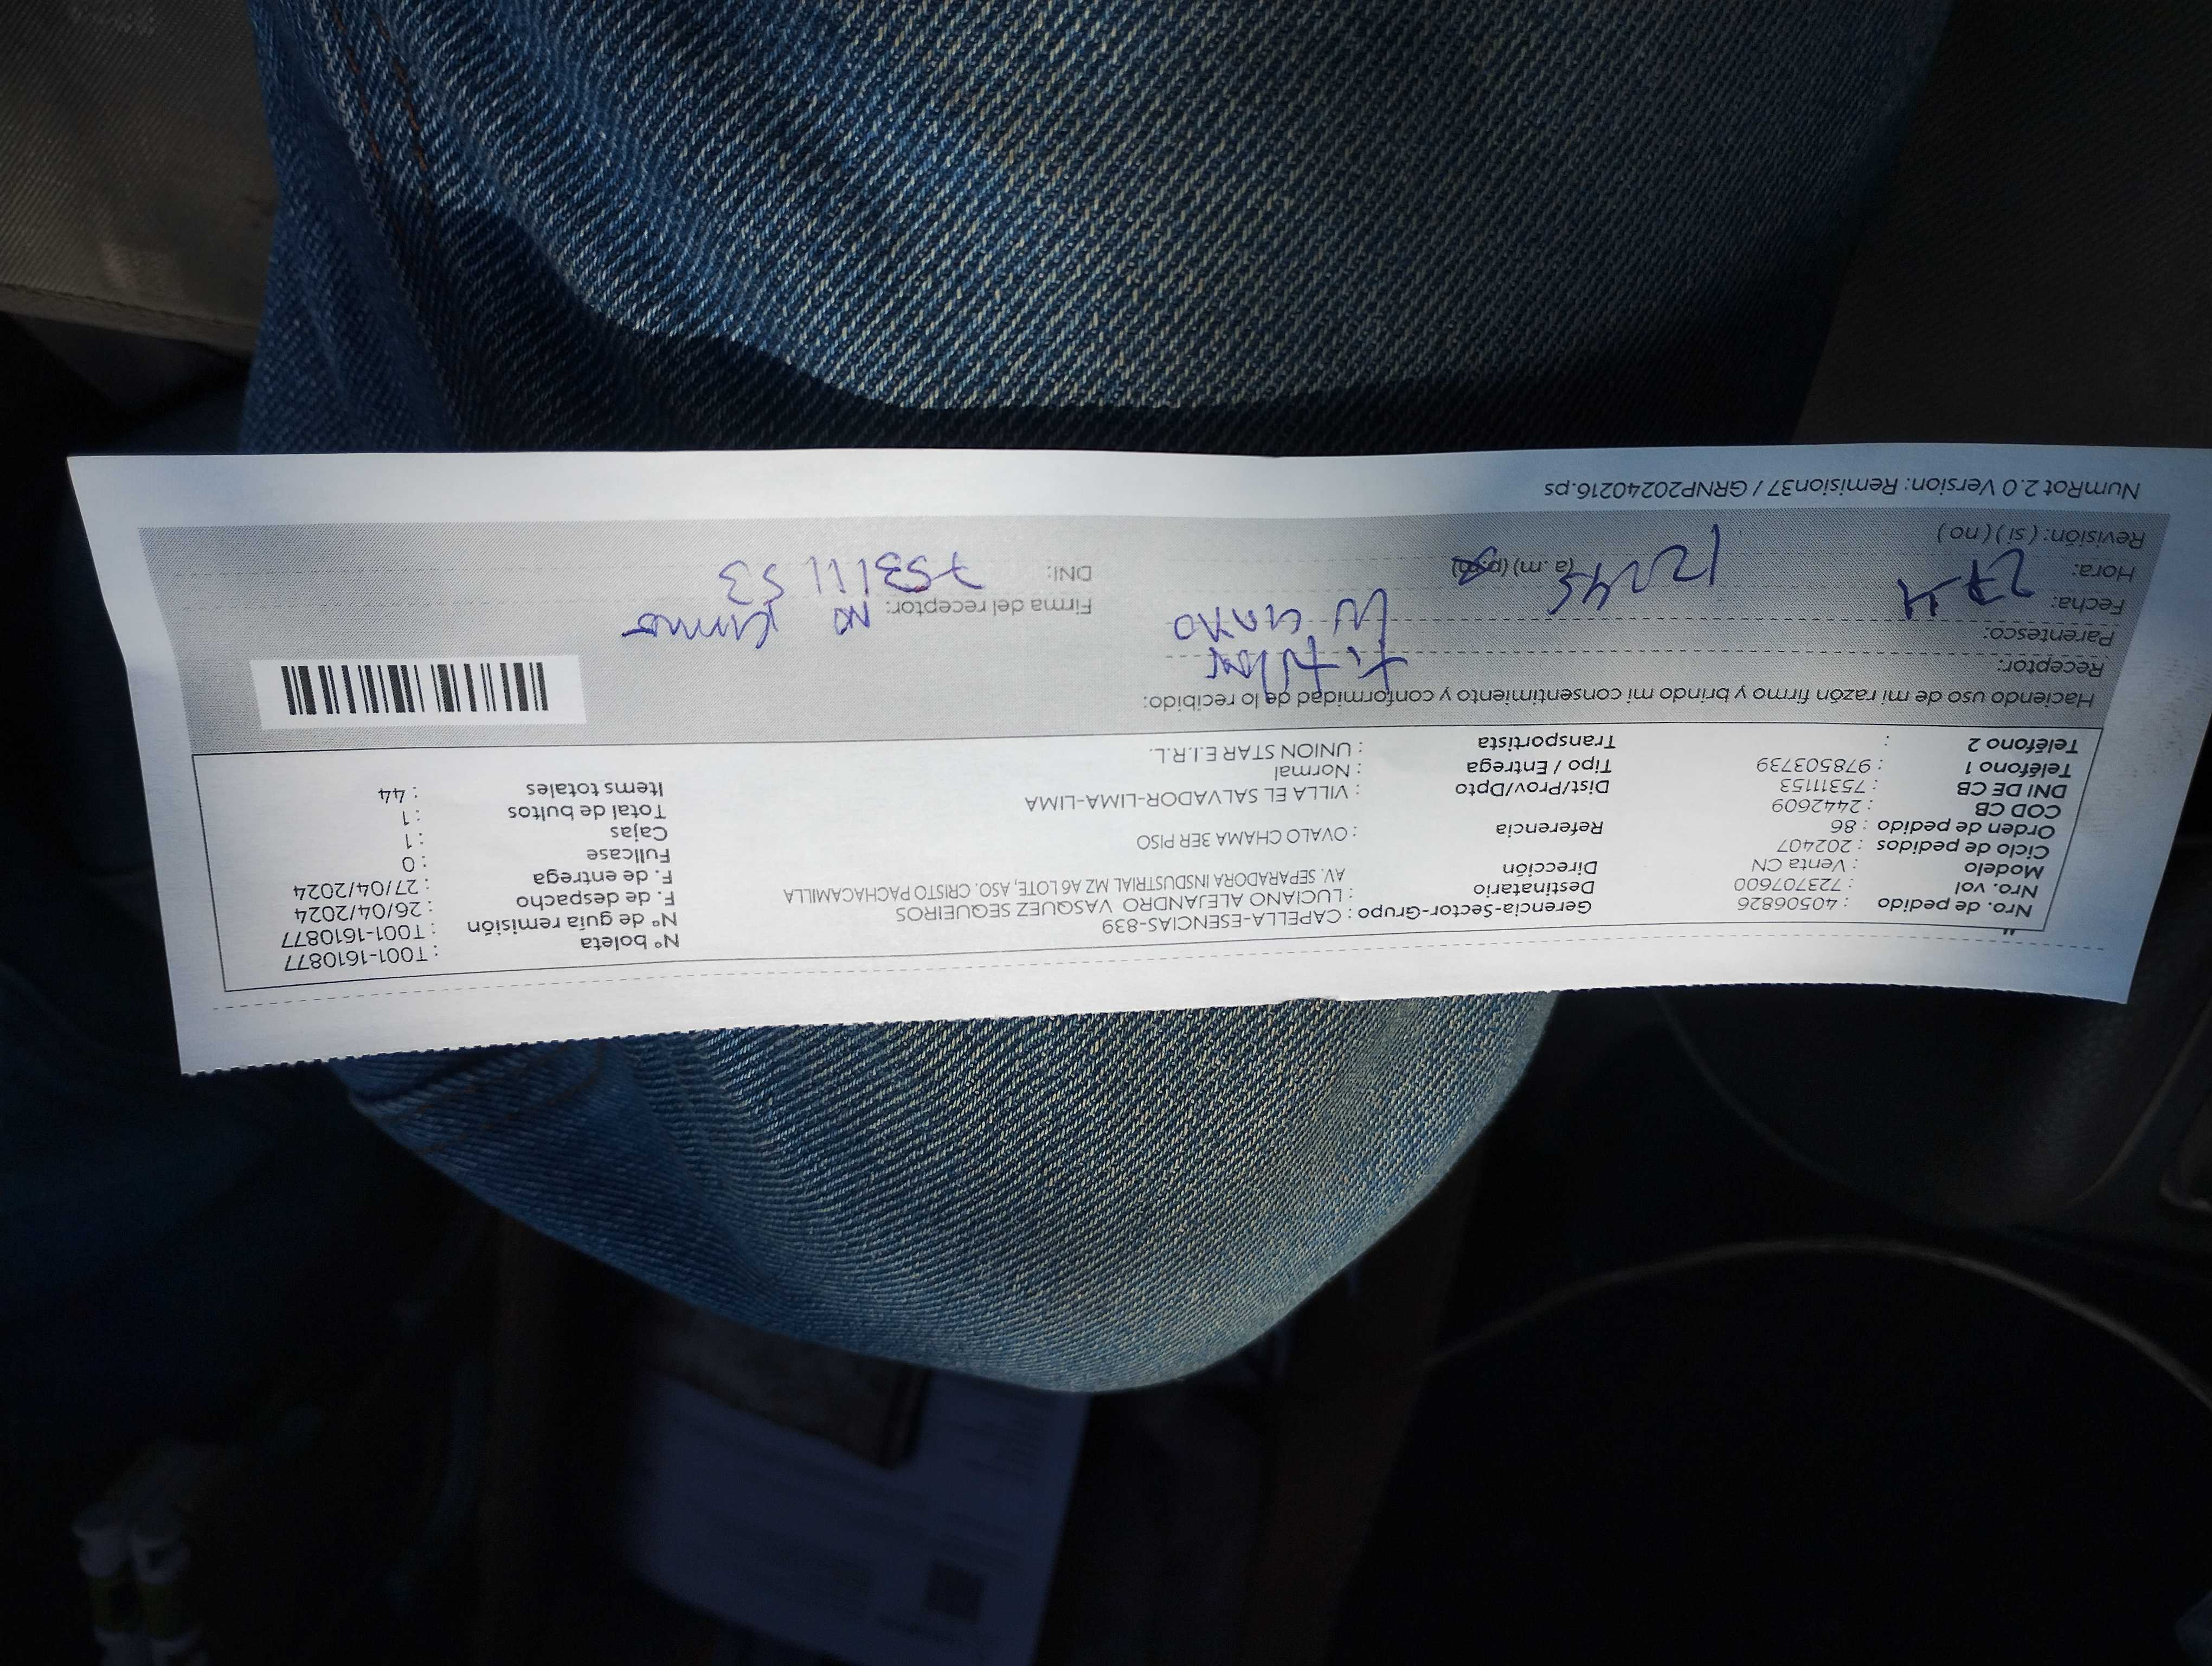 Nro. de pedido : 40506826
Nro. vol : 723707600
Modelo : Venta CN
Ciclo de pedidos : 202407
Orden de pedido : 86
COD CB : 2442609
DNI DE CB : 75311153
Teléfono 1 : 978503739
Teléfono 2 :
Gerencia-Sector-Grupo : CAPELLA-ESENCIAS-839
Destinatario : LUCIANO ALEJANDRO VASQUEZ SEQUEIROS
Dirección AV. SEPARADORA INSDUSTRIAL MZ A6 LOTE, ASO. CRISTO PACHACAMILLA
Referencia : OVALO CHAMA 3ER PISO
Dist/Prov/Dpto : VILLA EL SALVADOR-LIMA-LIMA
Tipo / Entrega : Normal
Transportista : UNION STAR E.I.R.L.
N° boleta : T001-1610877
N° de guía remisión : T001-1610877
F. de despacho : 26/04/2024
F. de entrega : 27/04/2024
Fullcase : 0
Cajas : 1
Total de bultos : 1
Items totales : 44
Haciendo uso de mi razón firmo y brindo mi consentimiento y conformidad de lo recibido:
Receptor: titular
Parentesco: Luciano
Fecha: 27
Hora: 12 45 (a. m)
Revisión: ( si ) ( no )
Firma del receptor: NO
DNI: 75311153
NumRot 2.0 Version: Remision37 / GRNP20240216.ps